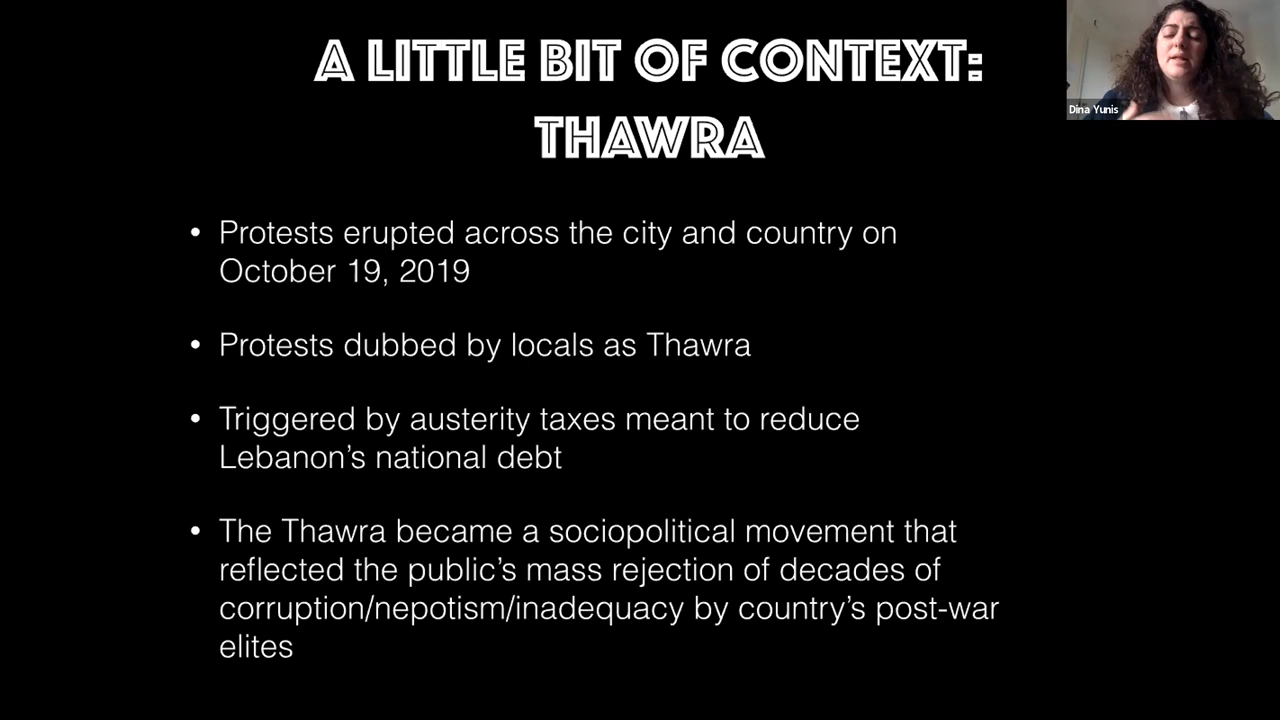 A LITTLE BIT OF CONTEXT:
THAWRA
Dina Yunis
• Protests erupted across the city and country on
October 19, 2019
• Protests dubbed by locals as Thawra
• Triggered by austerity taxes meant to reduce
Lebanon’s national debt
• The Thawra became a sociopolitical movement that
reflected the public’s mass rejection of decades of
corruption/nepotism/inadequacy by country’s post-war
elites